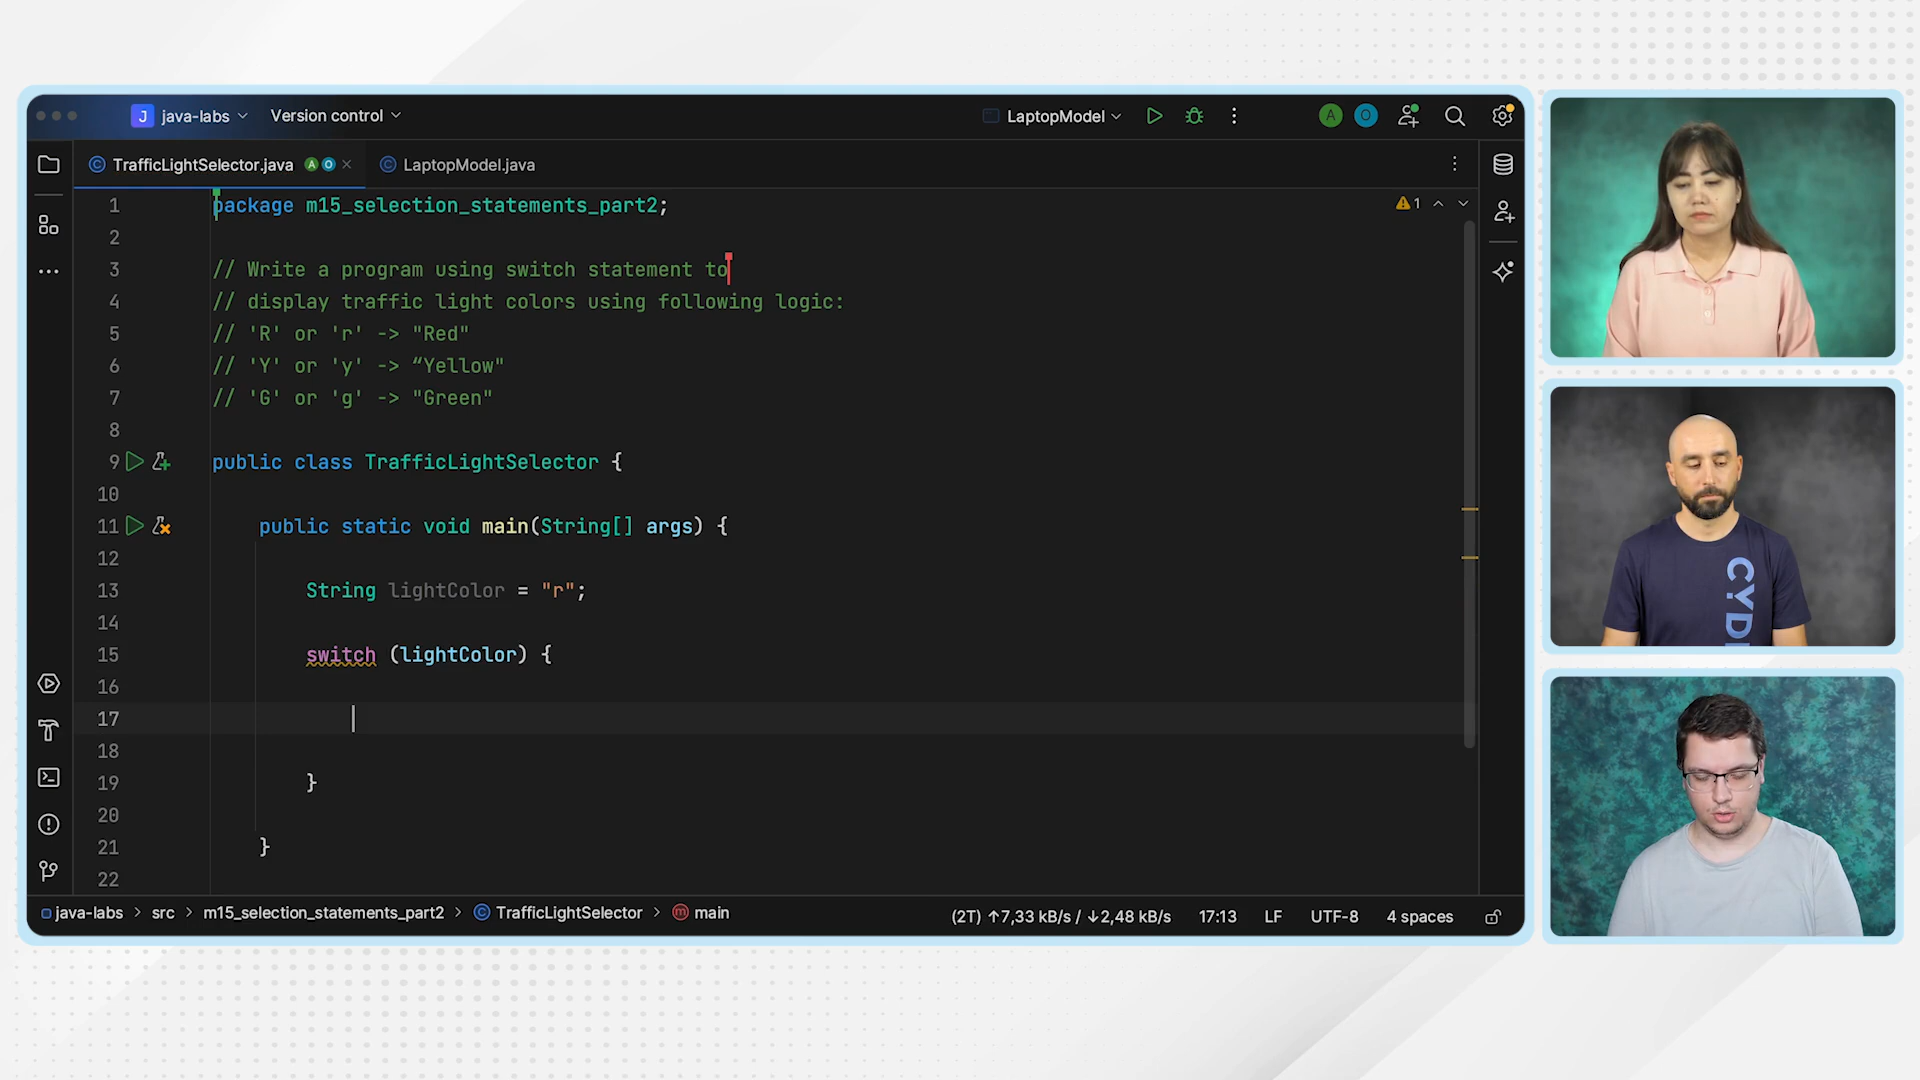 J java-labs Version control LaptopModel A O
TrafficLightSelector.java A O LaptopModel.java
1 package m15_selection_statements_part2; 1
2
3 // Write a program using switch statement to
4 // display traffic light colors using following logic:
5 // 'R' or 'r' -> "Red"
6 // 'Y' or 'y' -> “Yellow"
7 // 'G' or 'g' -> "Green"
8
9 public class TrafficLightSelector {
10
11 public static void main(String[] args) {
12
13 String lightColor = "r";
14
15 switch (lightColor) {
16
17
18
19 }
20
21 }
22
java-labs > src > m15_selection_statements_part2 > C TrafficLightSelector > m main (2T) ↑7,33 kB/s / ↓2,48 kB/s 17:13 LF UTF-8 4 spaces
CYD